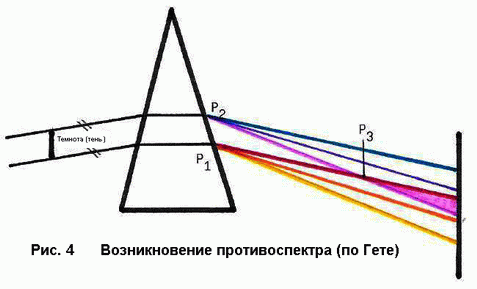 P₂
P₃
Темнота (тень)
P₁
Рис. 4 Возникновение противоспектра (по Гете)